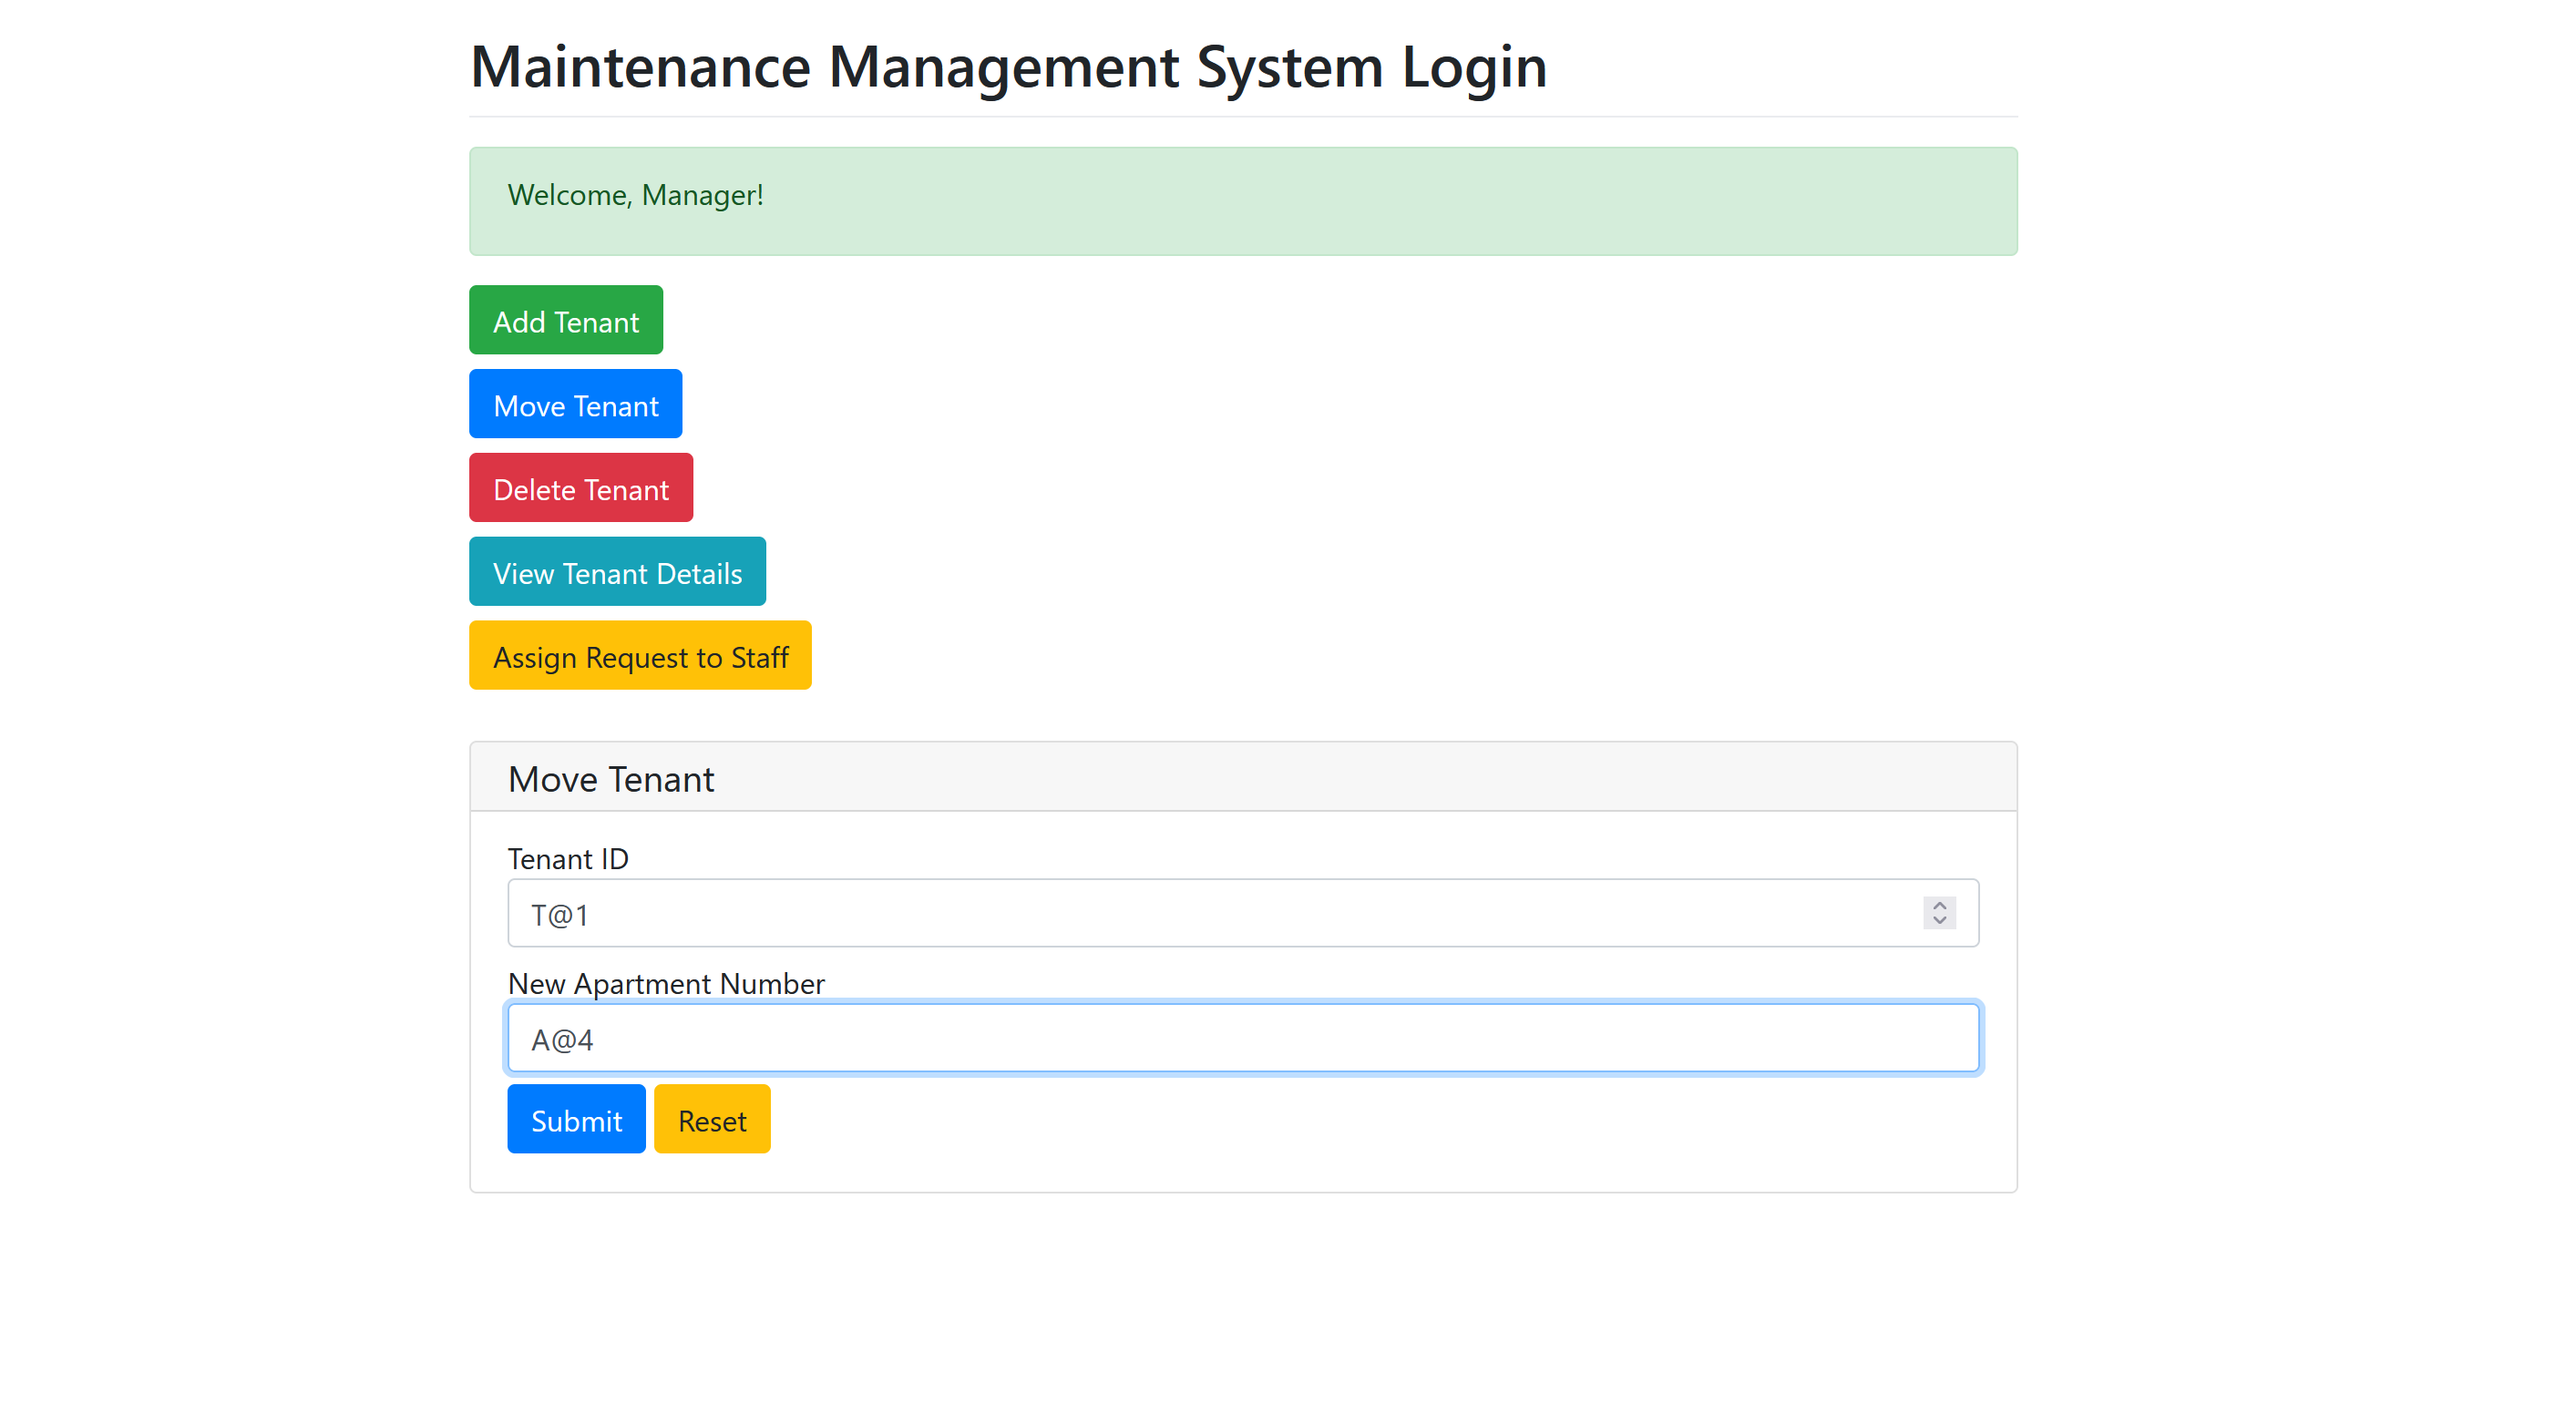 Maintenance Management System Login
Welcome, Manager!
Add Tenant
Move Tenant
Delete Tenant
View Tenant Details
Assign Request to Staff
Move Tenant
Tenant ID
T@1
New Apartment Number
A@4
Submit Reset